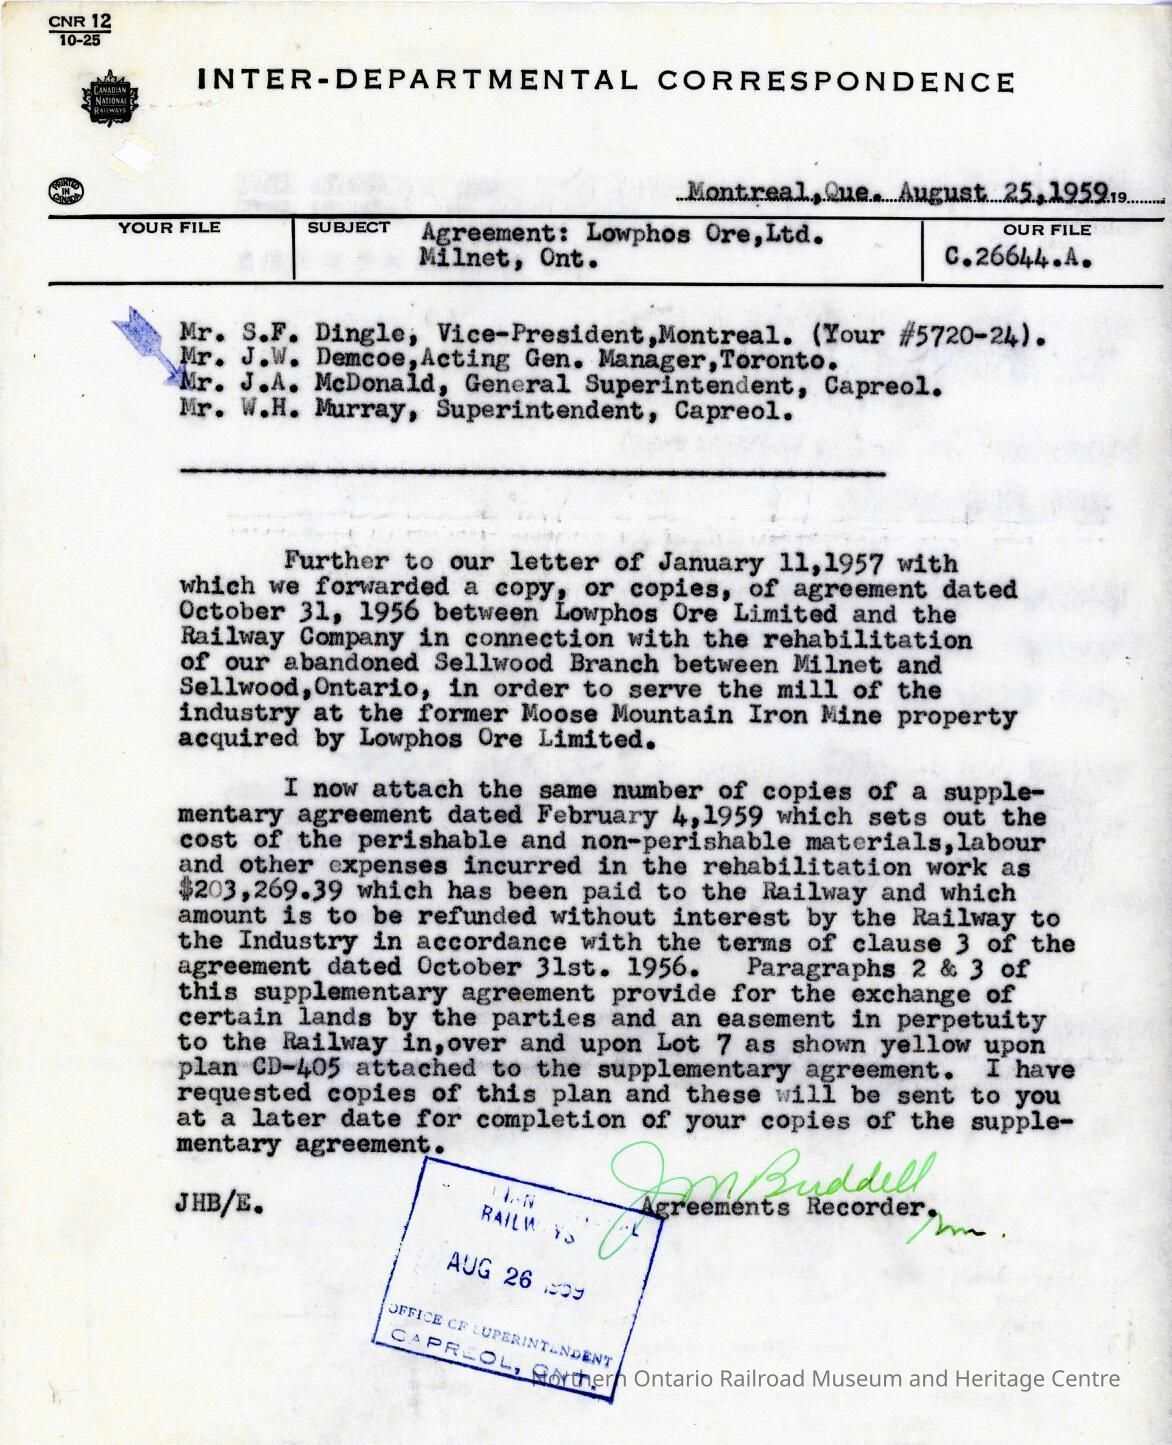 CNR 12
10-25
CANADIAN
NATIONAL
RAILWAYS
INTER-DEPARTMENTAL CORRESPONDENCE
PRINTED
IN
CANADA
Montreal,Que. August 25,1959 19
YOUR FILE
SUBJECT
Agreement: Lowphos Ore,Ltd.
Milnet, Ont.
OUR FILE
C.26644.A.
Mr. S.F. Dingle, Vice-President,Montreal. (Your #5720-24).
Mr. J.W. Demcoe,Acting Gen. Manager,Toronto.
Mr. J.A. McDonald, General Superintendent, Capreol.
Mr. W.H. Murray, Superintendent, Capreol.
Further to our letter of January 11,1957 with
which we forwarded a copy, or copies, of agreement dated
October 31, 1956 between Lowphos Ore Limited and the
Railway Company in connection with the rehabilitation
of our abandoned Sellwood Branch between Milnet and
Sellwood,Ontario, in order to serve the mill of the
industry at the former Moose Mountain Iron Mine property
acquired by Lowphos Ore Limited.
I now attach the same number of copies of a supple-
mentary agreement dated February 4,1959 which sets out the
cost of the perishable and non-perishable materials,labour
and other expenses incurred in the rehabilitation work as
$203,269.39 which has been paid to the Railway and which
amount is to be refunded without interest by the Railway to
the Industry in accordance with the terms of clause 3 of the
agreement dated October 31st. 1956. Paragraphs 2 & 3 of
this supplementary agreement provide for the exchange of
certain lands by the parties and an easement in perpetuity
to the Railway in,over and upon Lot 7 as shown yellow upon
plan CD-405 attached to the supplementary agreement. I have
requested copies of this plan and these will be sent to you
at a later date for completion of your copies of the supple-
mentary agreement.
JHB/E.
Agreements Recorder.
RAILWAYS
AUG 26 1959
OFFICE OF SUPERINTENDENT
CAPREOL, ONT.
Northern Ontario Railroad Museum and Heritage Centre